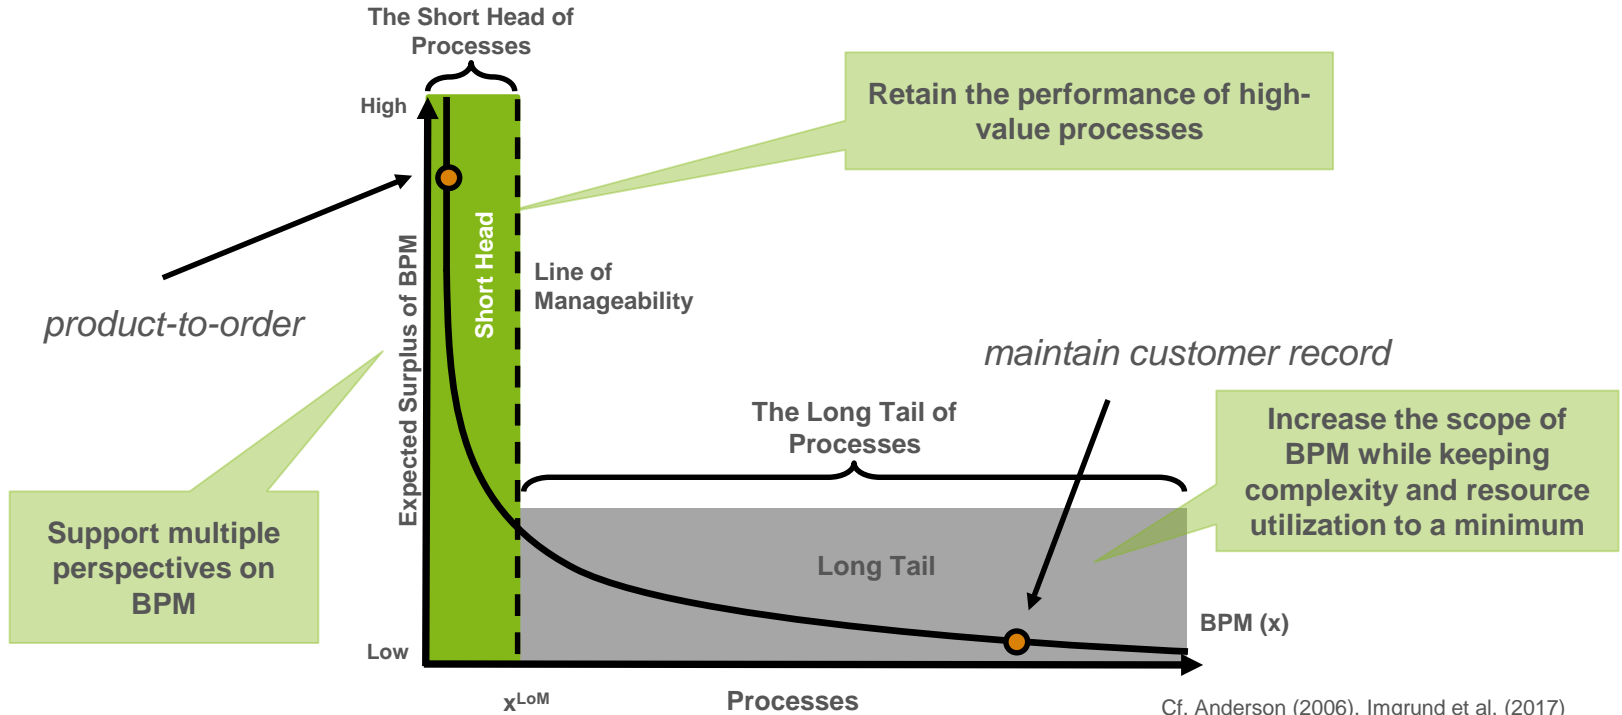 The Short Head of
Processes
High
Retain the performance of high-
value processes
Short Head
Expected Surplus of BPM
Line of
Manageability
product-to-order
maintain customer record
The Long Tail of
Processes
Increase the scope of
BPM while keeping
complexity and resource
utilization to a minimum
Support multiple
perspectives on
BPM
Long Tail
BPM (x)
Low
xLoM
Processes
Cf. Anderson (2006), Imgrund et al. (2017)